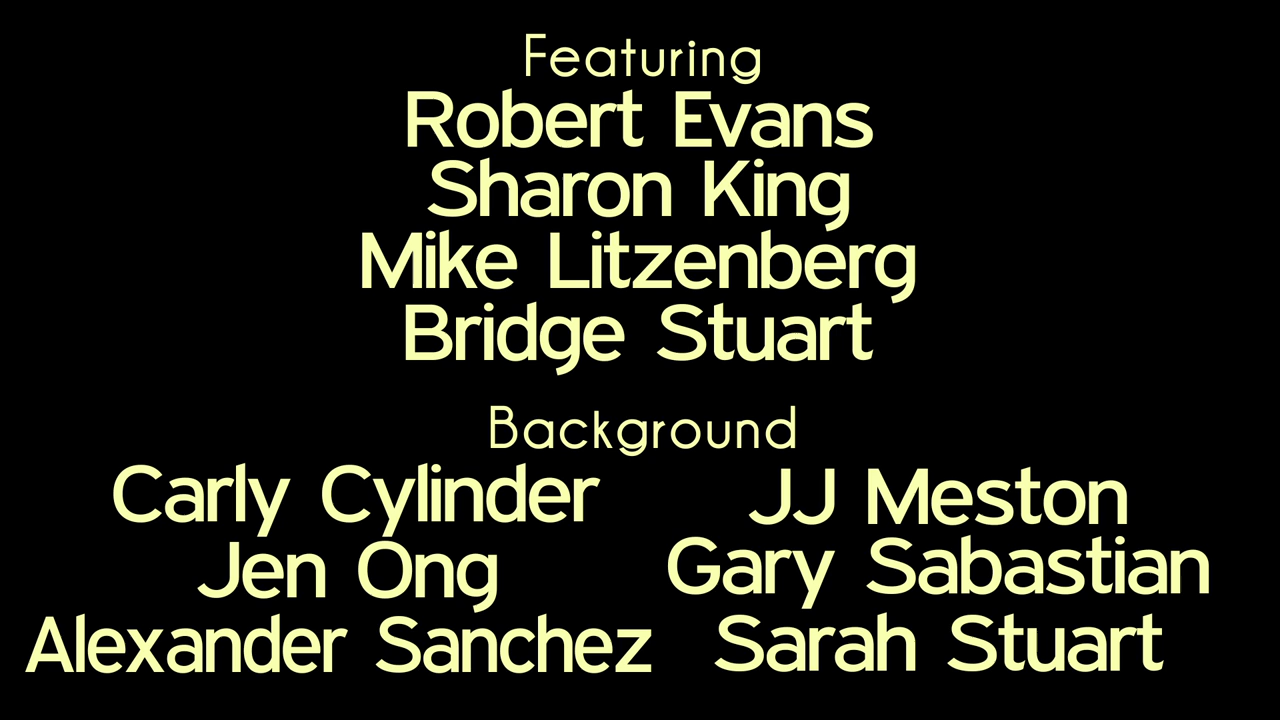 Featuring
Robert Evans
Sharon King
Mike Litzenberg
Bridge Stuart
Background
Carly Cylinder
JJ Meston
Jen Ong
Gary Sabastian
Alexander Sanchez
Sarah Stuart